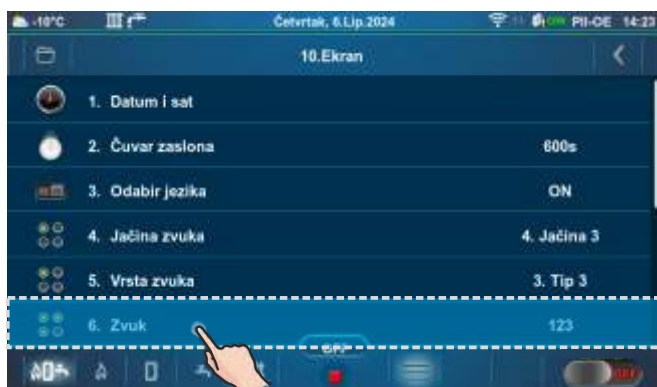 -10°C Četvrtak, 6.Lip.2024 PII-OE 14:23
10.Ekran
1. Datum i sat
2. Čuvar zaslona 600s
3. Odabir jezika ON
4. Jačina zvuka 4. Jačina 3
5. Vrsta zvuka 3. Tip 3
6. Zvuk 123
OFF
OFF